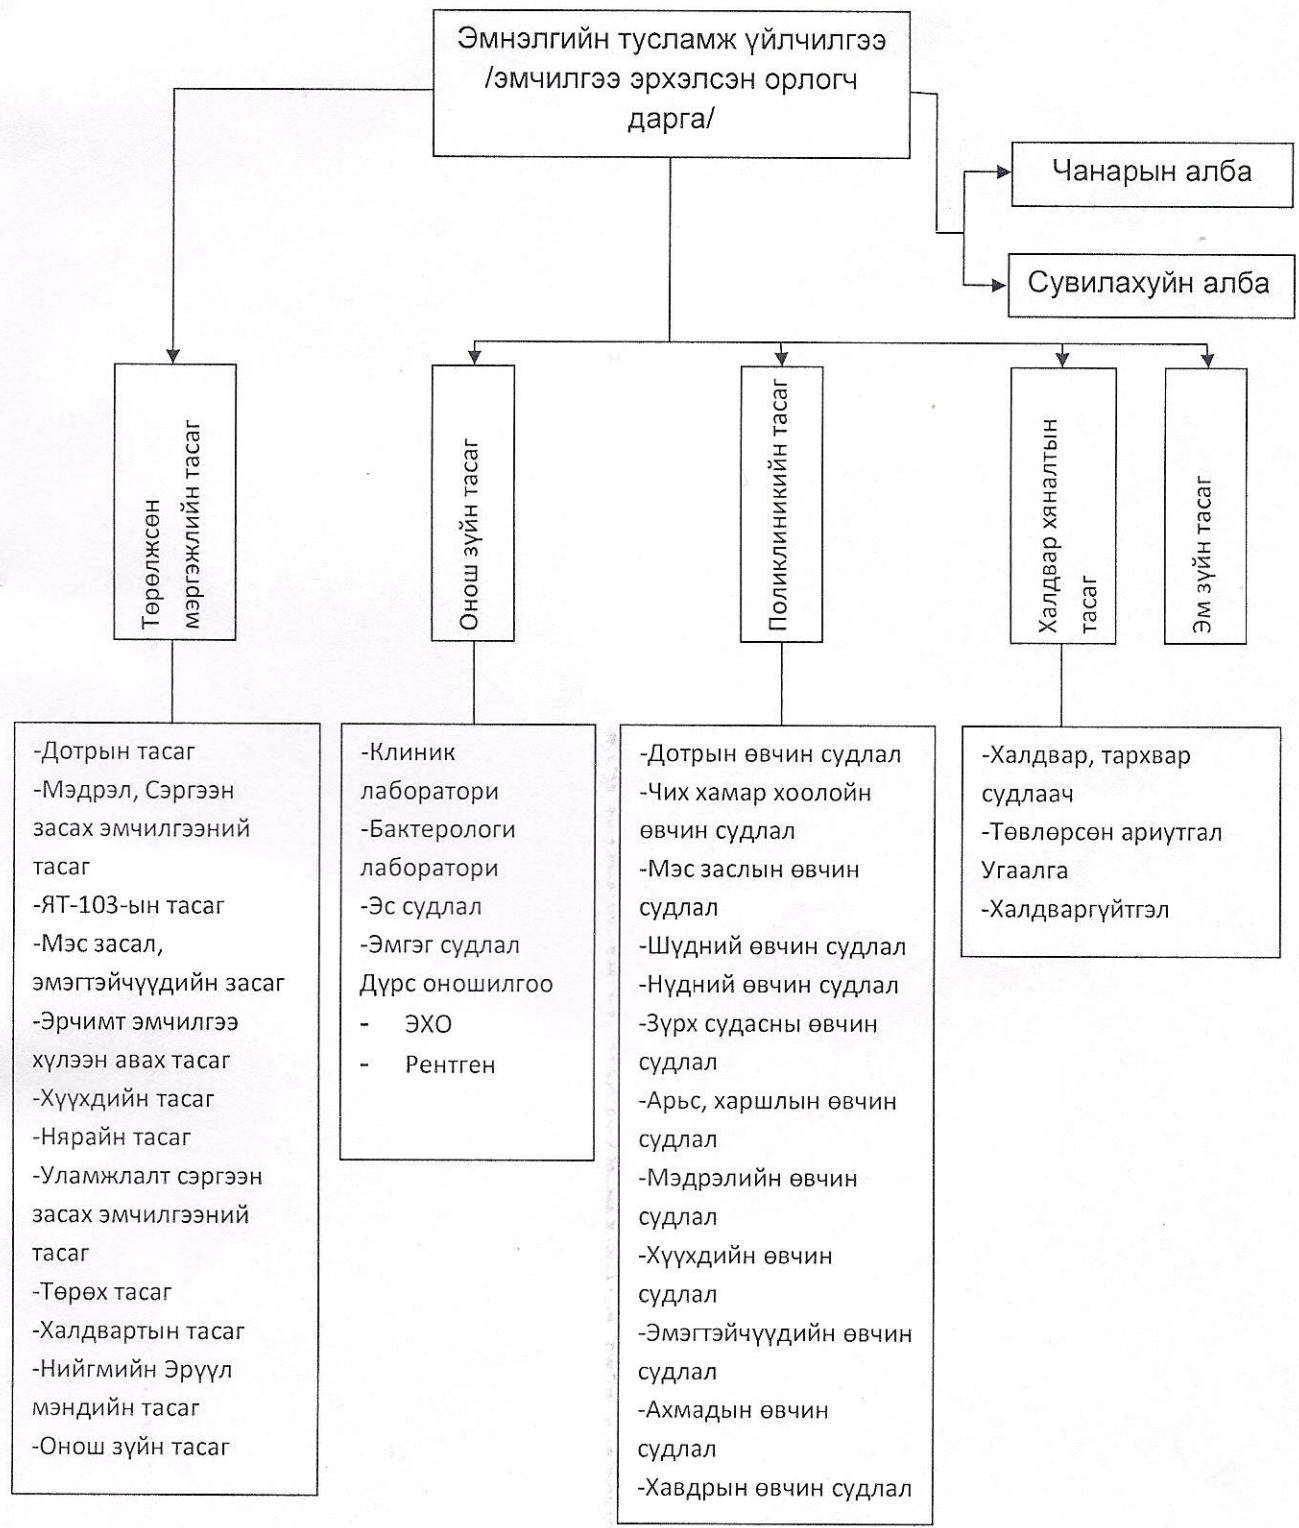 Эмнэлгийн тусламж үйлчилгээ
/эмчилгээ эрхэлсэн орлогч
дарга/
Чанарын алба
Сувилахуйн алба
Төрөлжсөн
мэргэжлийн тасаг
Онош зүйн тасаг
Поликлиникийн тасаг
Халдвар хяналтын
тасаг
Эм зүйн тасаг
-Дотрын тасаг
-Мэдрэл, Сэргээн
засах эмчилгээний
тасаг
-ЯТ-103-ын тасаг
-Мэс засал,
эмэгтэйчүүдийн засаг
-Эрчимт эмчилгээ
хүлээн авах тасаг
-Хүүхдийн тасаг
-Нярайн тасаг
-Уламжлалт сэргээн
засах эмчилгээний
тасаг
-Төрөх тасаг
-Халдвартын тасаг
-Нийгмийн Эрүүл
мэндийн тасаг
-Онош зүйн тасаг
-Клиник
лаборатори
-Бактерологи
лаборатори
-Эс судлал
-Эмгэг судлал
Дүрс оношилгоо
- ЭХО
- Рентген
-Дотрын өвчин судлал
-Чих хамар хоолойн
өвчин судлал
-Мэс заслын өвчин
судлал
-Шүдний өвчин судлал
-Нүдний өвчин судлал
-Зүрх судасны өвчин
судлал
-Арьс, харшлын өвчин
судлал
-Мэдрэлийн өвчин
судлал
-Хүүхдийн өвчин
судлал
-Эмэгтэйчүүдийн өвчин
судлал
-Ахмадын өвчин
судлал
-Хавдрын өвчин судлал
-Халдвар, тархвар
судлаач
-Төвлөрсөн ариутгал
Угаалга
-Халдваргүйтгэл